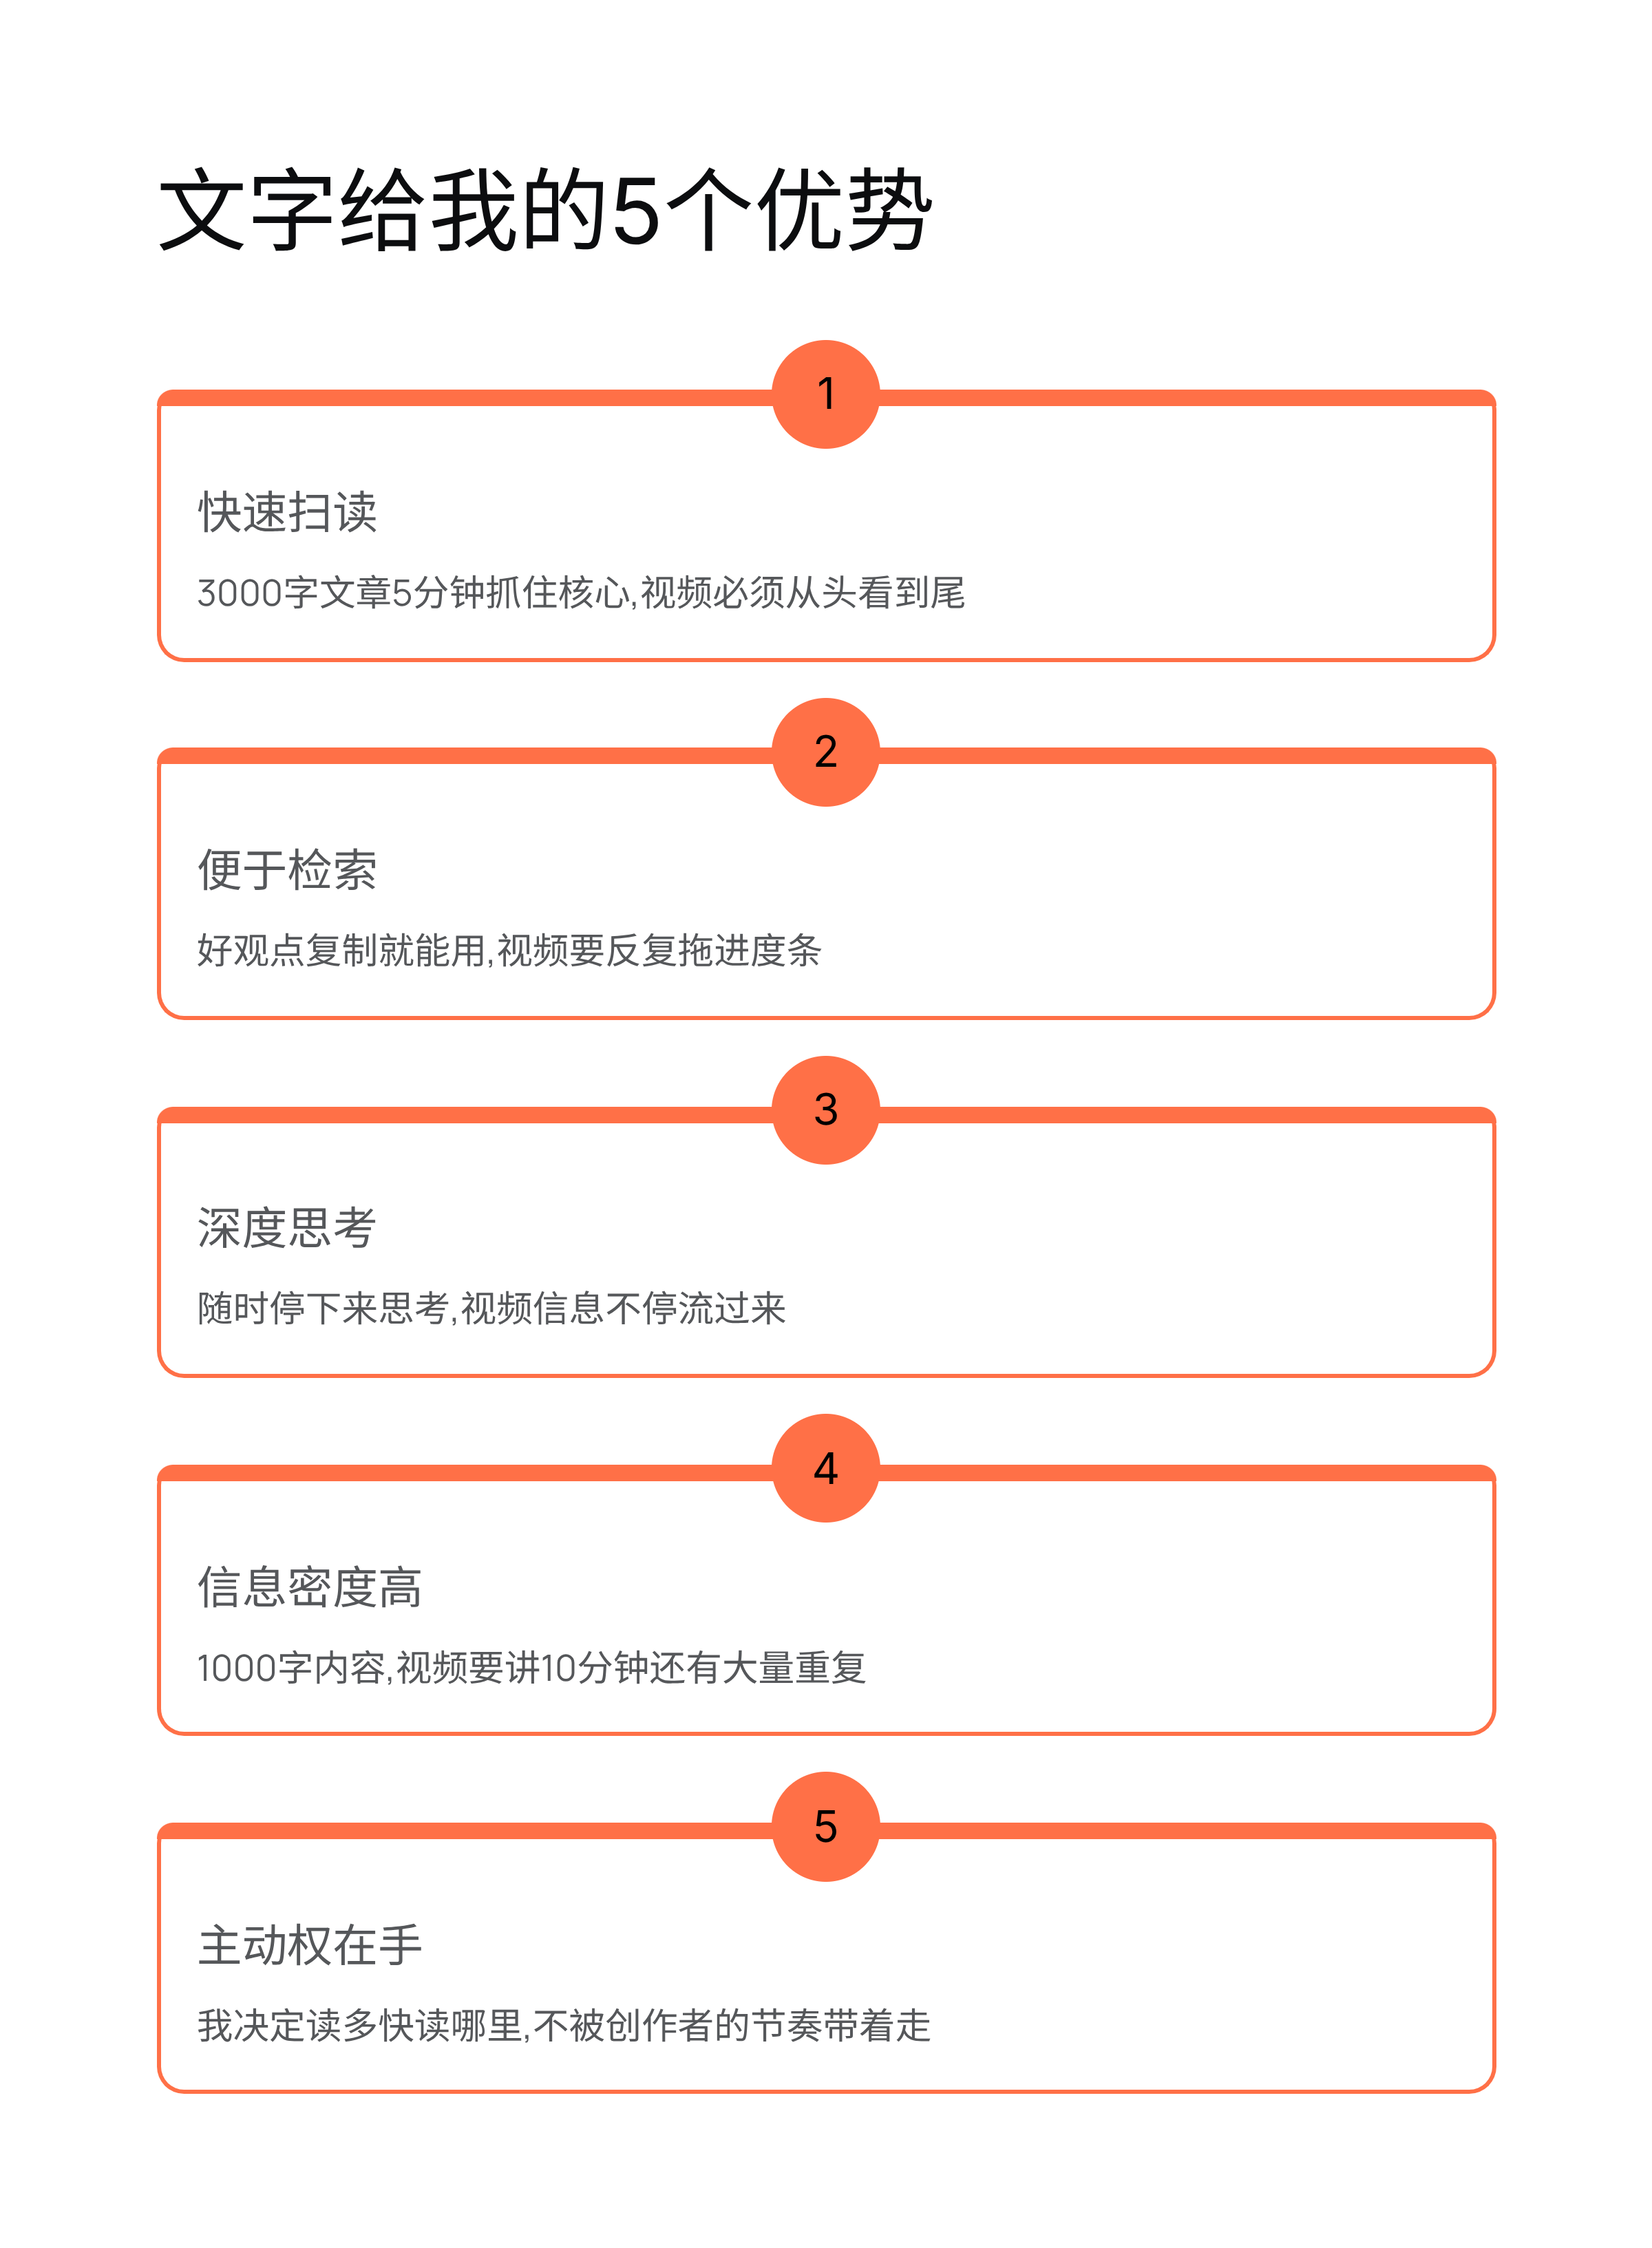 文字给我的5个优势
1
快速扫读
3000字文章5分钟抓住核心,视频必须从头看到尾
2
便于检索
好观点复制就能用,视频要反复拖进度条
3
深度思考
随时停下来思考,视频信息不停流过来
4
信息密度高
1000字内容,视频要讲10分钟还有大量重复
5
主动权在手
我决定读多快读哪里,不被创作者的节奏带着走